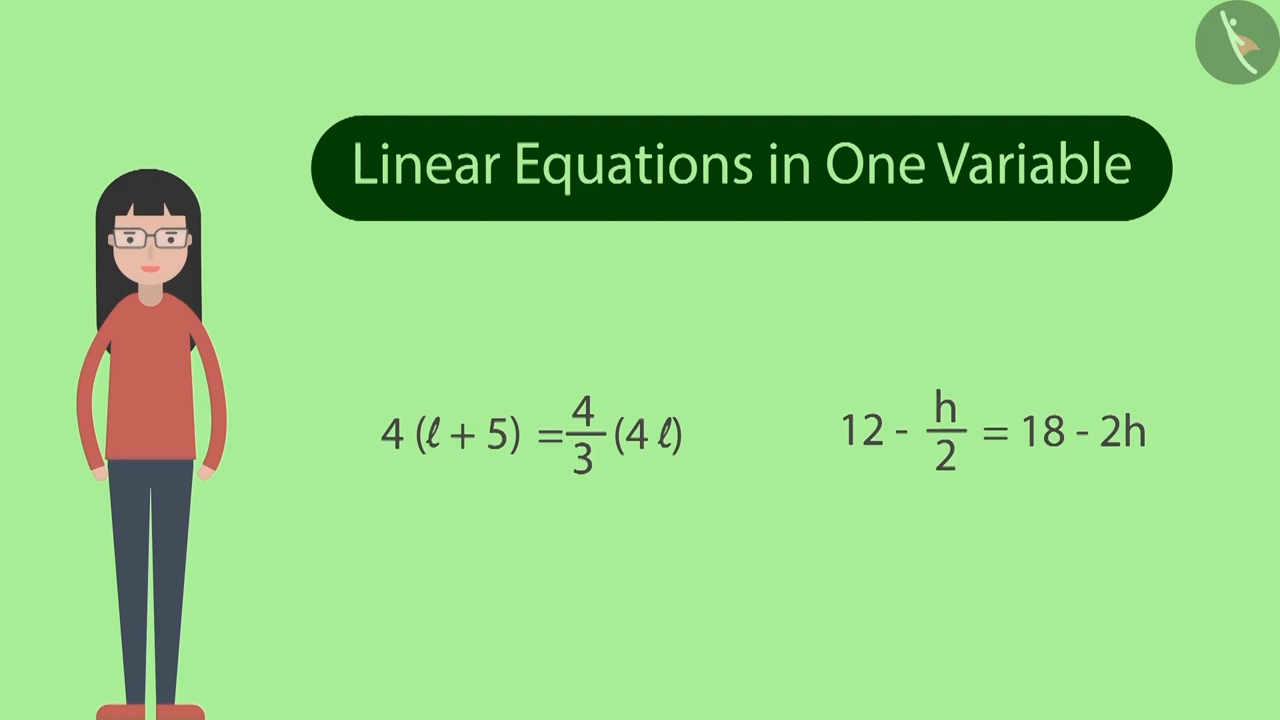 Linear Equations in One Variable
4 (ℓ + 5) = 4/3 (4 ℓ)
12 - h/2 = 18 - 2h